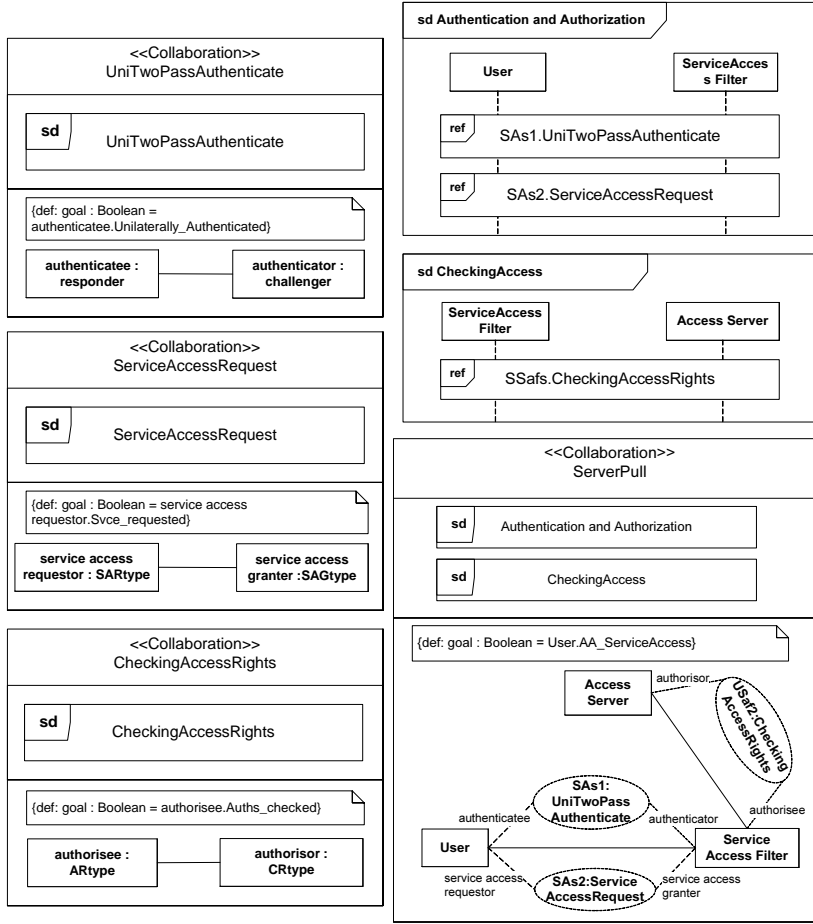 <<Collaboration>>
UniTwoPassAuthenticate
sd
UniTwoPassAuthenticate
{def: goal : Boolean =
authenticatee.Unilaterally_Authenticated}
authenticatee :
responder
authenticator :
challenger
<<Collaboration>>
ServiceAccessRequest
sd
ServiceAccessRequest
{def: goal : Boolean = service access
requestor.Svce_requested}
service access
requestor : SARtype
service access
granter :SAGtype
<<Collaboration>>
CheckingAccessRights
sd
CheckingAccessRights
{def: goal : Boolean = authorisee.Auths_checked}
authorisee :
ARtype
authorisor :
CRtype
sd Authentication and Authorization
User
ServiceAcces
s Filter
ref
SAs1.UniTwoPassAuthenticate
ref
SAs2.ServiceAccessRequest
sd CheckingAccess
ServiceAccess
Filter
Access Server
ref
SSafs.CheckingAccessRights
<<Collaboration>>
ServerPull
sd
Authentication and Authorization
sd
CheckingAccess
{def: goal : Boolean = User.AA_ServiceAccess}
Access
Server
authorisor
USaf2:Checking
AccessRights
authorisee
SAs1:
UniTwoPass
Authenticate
authenticatee
authenticator
User
Service
Access Filter
service access
requestor
SAs2:Service
AccessRequest
service access
granter